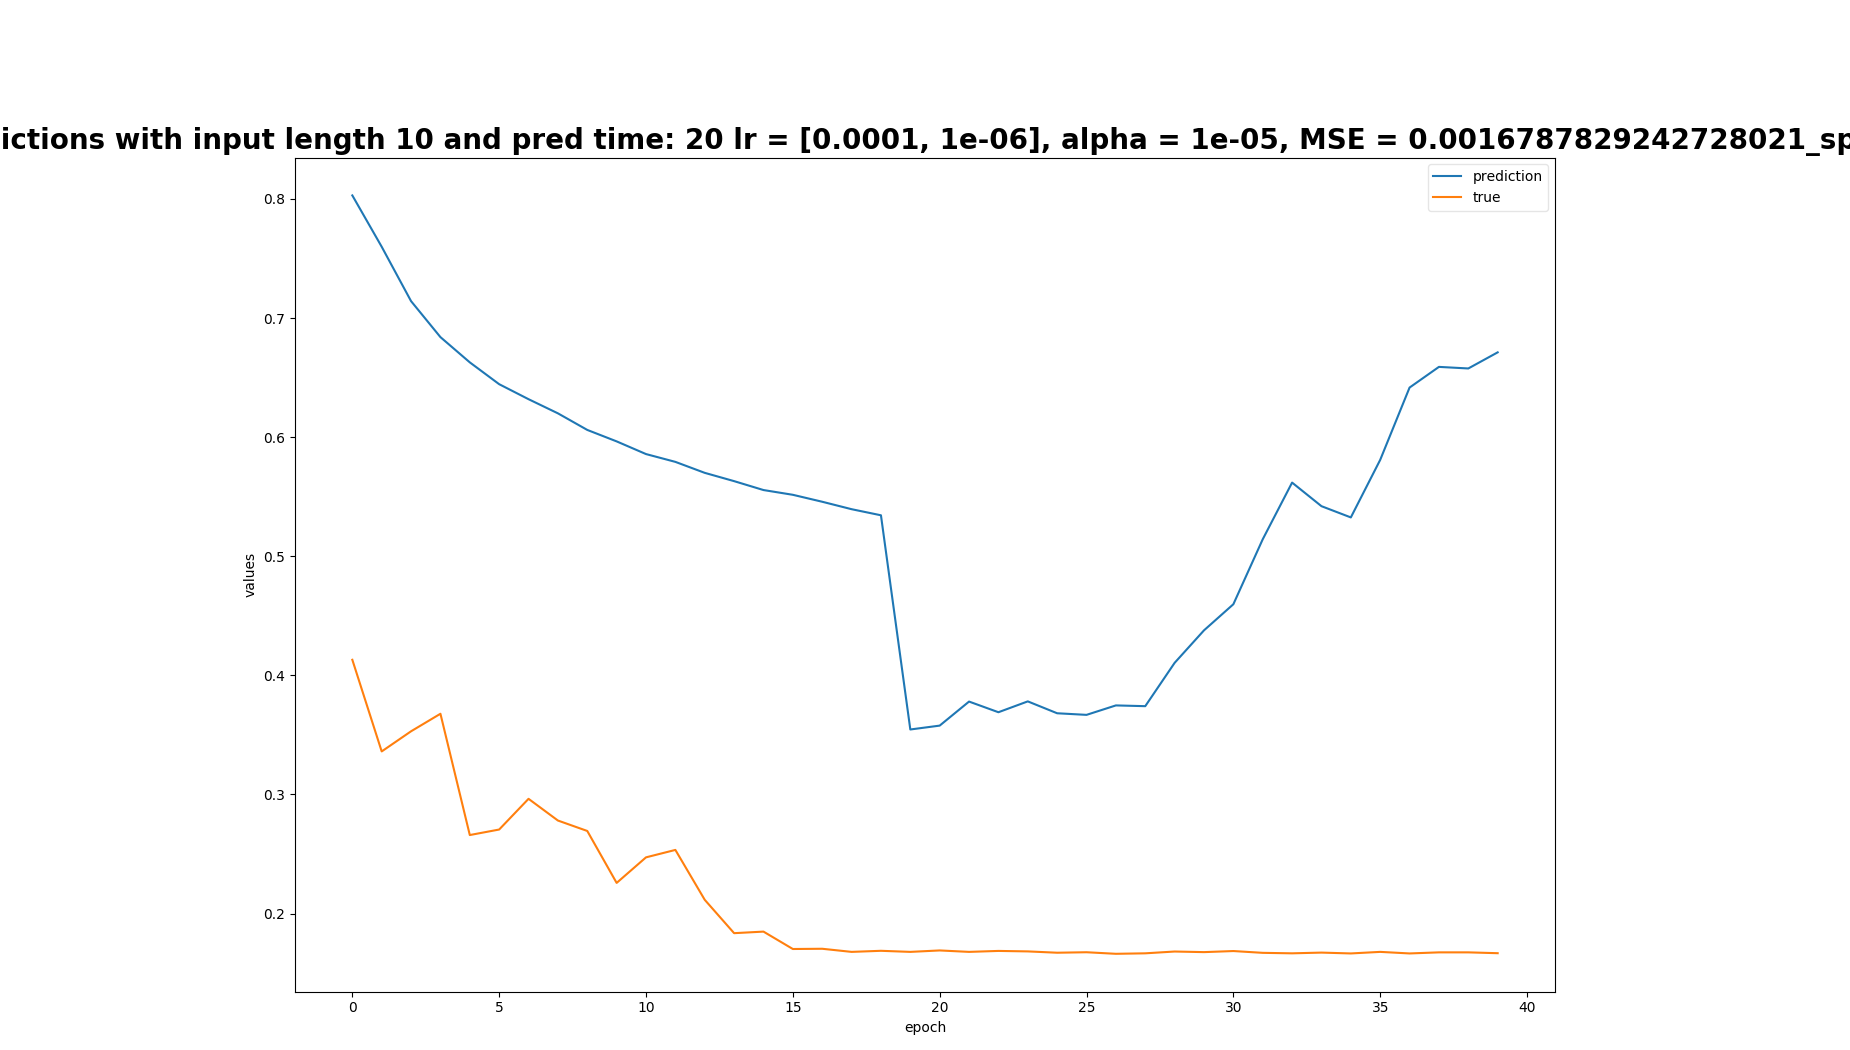 ictions with input length 10 and pred time: 20 lr = [0.0001, 1e-06], alpha = 1e-05, MSE = 0.0016787829242728021_sp
prediction
true
0.8
0.7
0.6
0.5
0.4
0.3
0.2
values
0 5 10 15 20 25 30 35 40
epoch